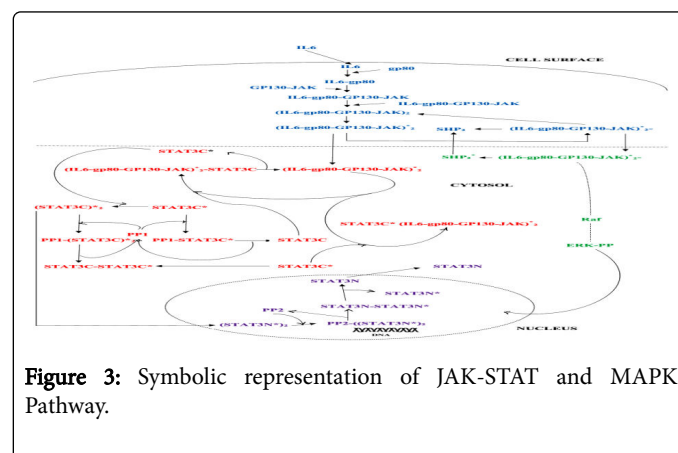 IL6
CELL SURFACE
IL6 gp80
IL6-gp80
GP130-JAK
IL6-gp80-GP130-JAK
IL6-gp80-GP130-JAK
(IL6-gp80-GP130-JAK)₂
(IL6-gp80-GP130-JAK)*₂ SHP₂ (IL6-gp80-GP130-JAK)*₂-
STAT3C* SHP₂* (IL6-gp80-GP130-JAK)*₂-
(IL6-gp80-GP130-JAK)*₂-STAT3C (IL6-gp80-GP130-JAK)*₂
CYTOSOL
(STAT3C)*₂ STAT3C*
Raf
STAT3C* (IL6-gp80-GP130-JAK)*₂
PP1
PP1-(STAT3C)*₂ PP1-STAT3C* STAT3C
ERK-PP
STAT3C-STAT3C* STAT3C*
STAT3N
STAT3N
STAT3N*
STAT3N-STAT3N*
PP2
(STAT3N*)₂ PP2-((STAT3N*)₂
NUCLEUS
DNA
Figure 3: Symbolic representation of JAK-STAT and MAPK
Pathway.